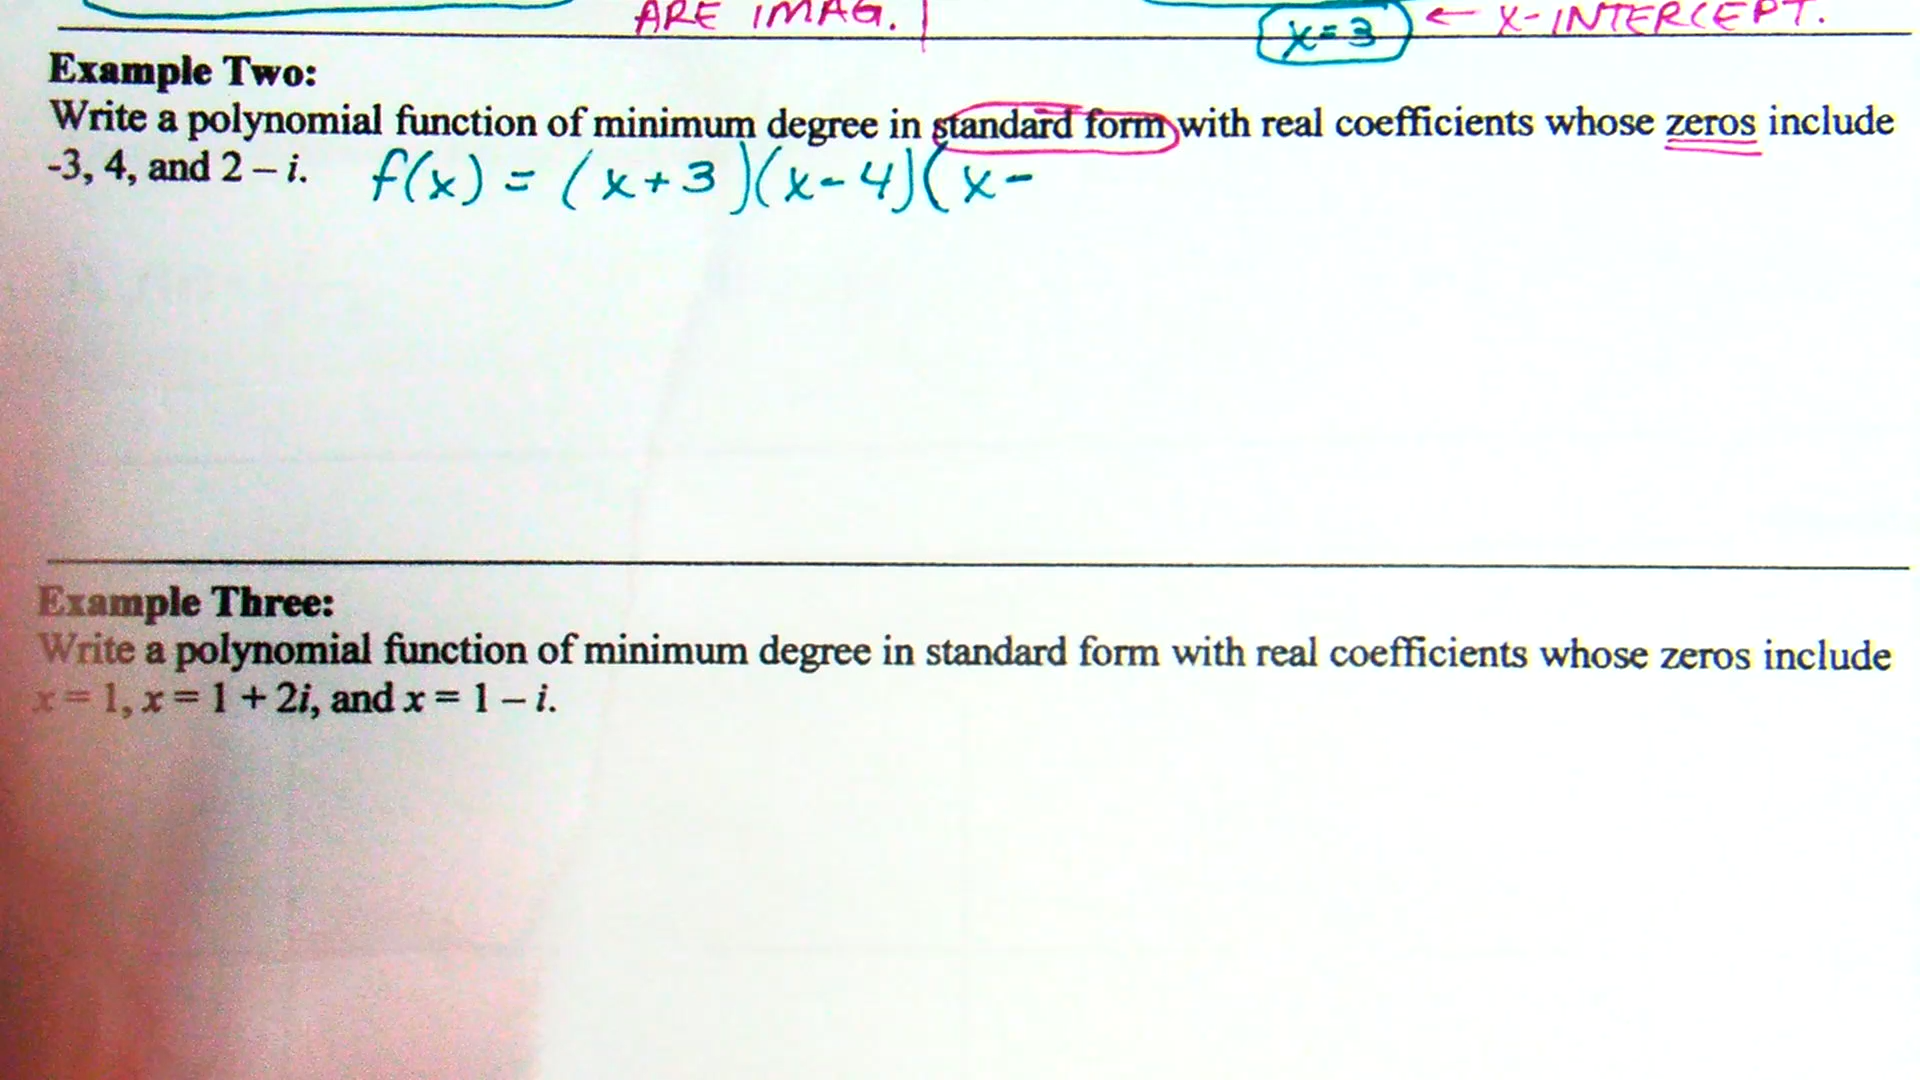 ARE IMAG.
x=3 ← X-INTERCEPT.
Example Two:
Write a polynomial function of minimum degree in standard form with real coefficients whose zeros include
-3, 4, and 2 – i. f(x) = (x+3)(x-4)(x-
Example Three:
Write a polynomial function of minimum degree in standard form with real coefficients whose zeros include
x = 1, x = 1 + 2i, and x = 1 – i.